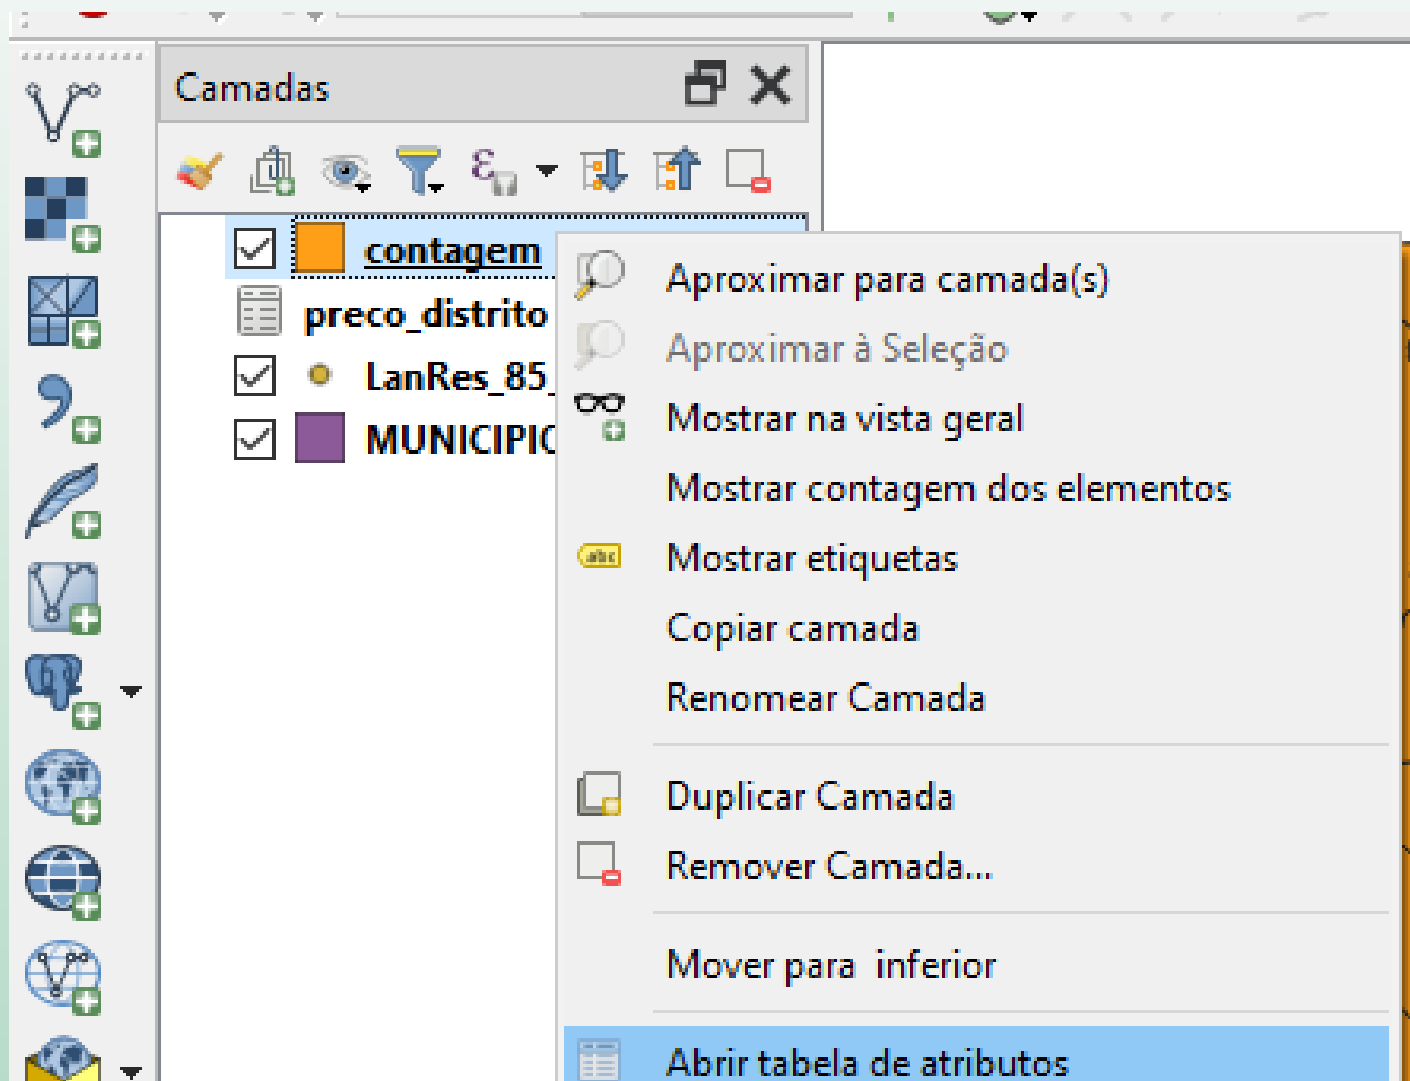 Camadas
contagem
preco_distrito
LanRes_85_
MUNICIPIO
Aproximar para camada(s)
Aproximar à Seleção
Mostrar na vista geral
Mostrar contagem dos elementos
abc
Mostrar etiquetas
Copiar camada
Renomear Camada
Duplicar Camada
Remover Camada...
Mover para inferior
Abrir tabela de atributos